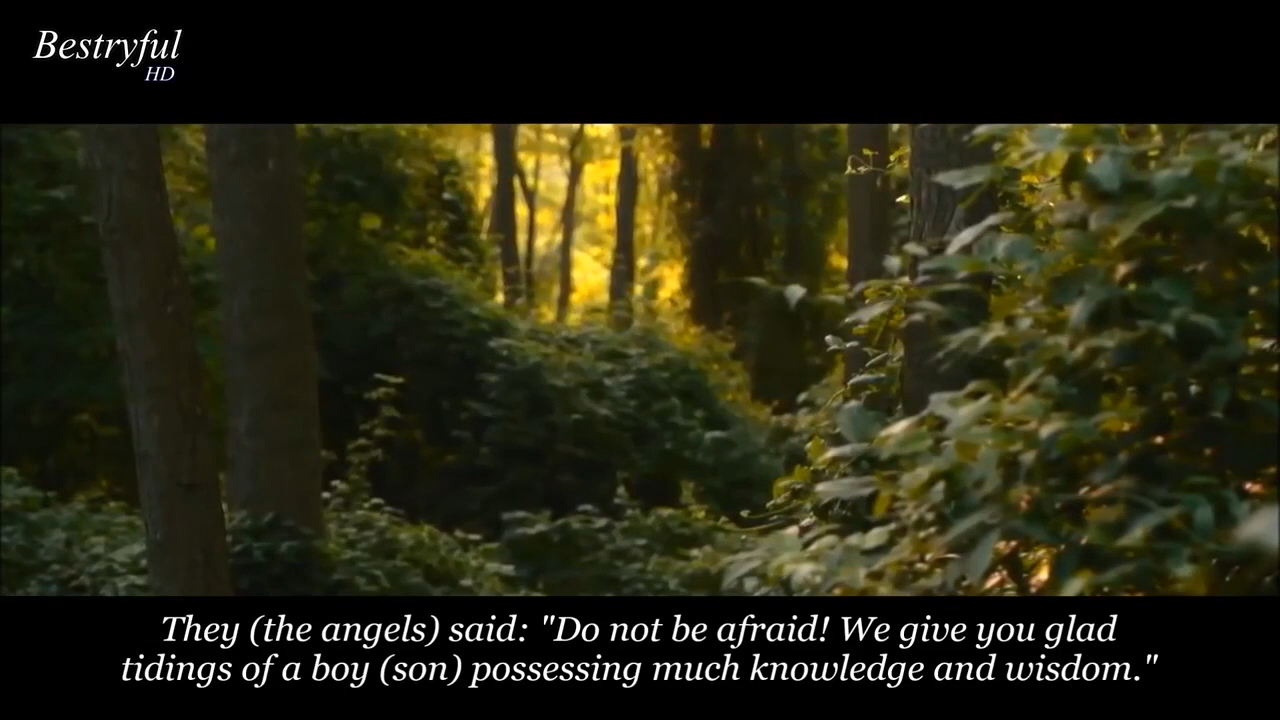 Bestryful
HD
They (the angels) said: "Do not be afraid! We give you glad
tidings of a boy (son) possessing much knowledge and wisdom."